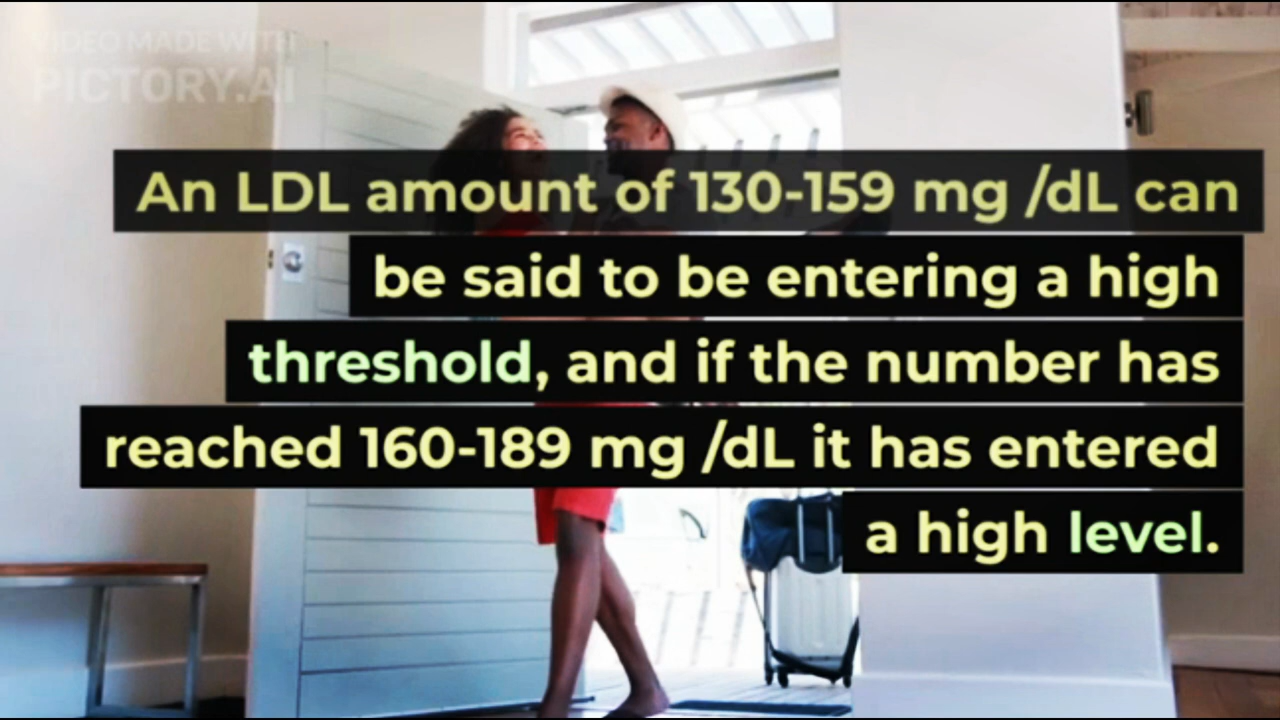 VIDEO MADE WITH
PICTORY.AI
An LDL amount of 130-159 mg /dL can
be said to be entering a high
threshold, and if the number has
reached 160-189 mg /dL it has entered
a high level.